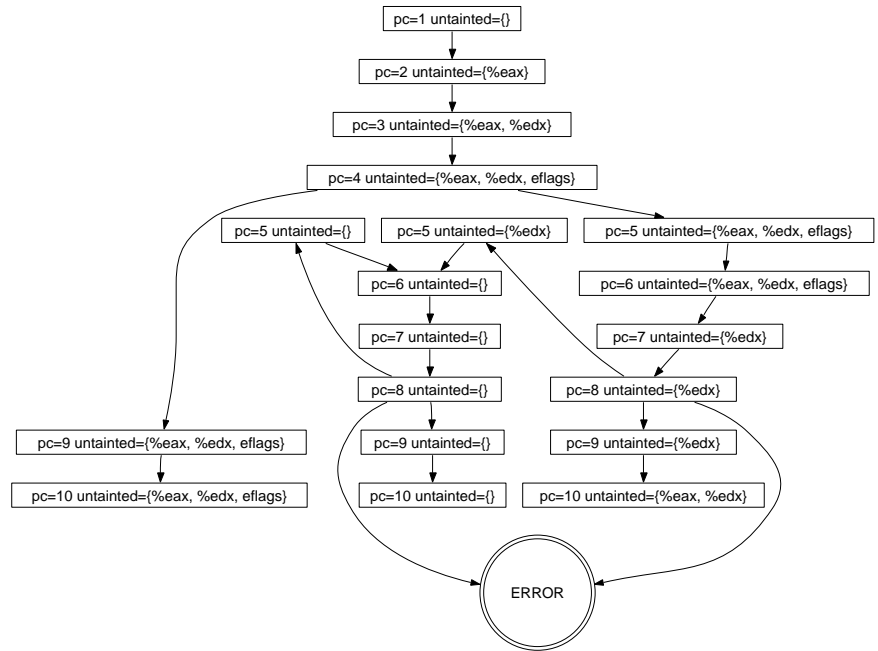 pc=1 untainted={}
pc=2 untainted={%eax}
pc=3 untainted={%eax, %edx}
pc=4 untainted={%eax, %edx, eflags}
pc=5 untainted={}
pc=5 untainted={%edx}
pc=5 untainted={%eax, %edx, eflags}
pc=6 untainted={}
pc=6 untainted={%eax, %edx, eflags}
pc=7 untainted={}
pc=7 untainted={%edx}
pc=8 untainted={}
pc=8 untainted={%edx}
pc=9 untainted={%eax, %edx, eflags}
pc=9 untainted={}
pc=9 untainted={%edx}
pc=10 untainted={%eax, %edx, eflags}
pc=10 untainted={}
pc=10 untainted={%eax, %edx}
ERROR